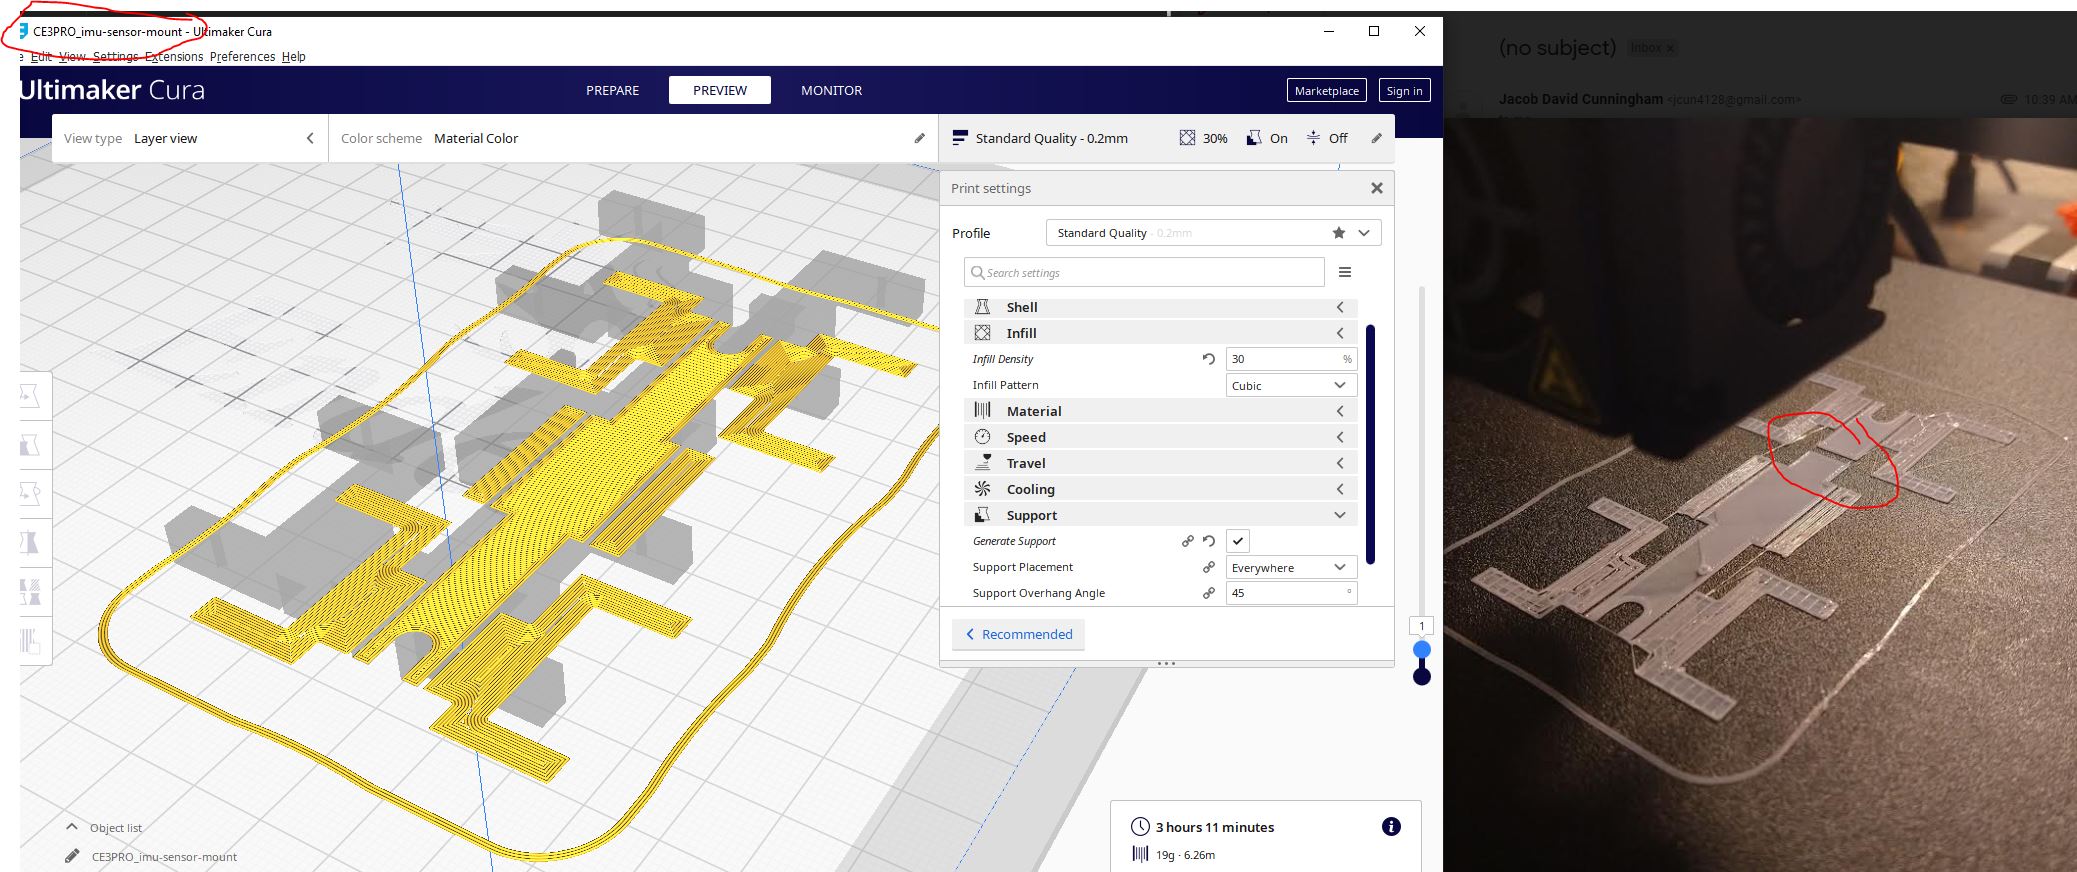 CE3PRO_imu-sensor-mount - Ultimaker Cura
Edit View Settings Extensions Preferences Help
Ultimaker Cura
PREPARE PREVIEW MONITOR
Marketplace Sign in
View type Layer view
Color scheme Material Color
Standard Quality - 0.2mm 30% On Off
Print settings
Profile Standard Quality - 0.2mm
Search settings
Shell
Infill
Infill Density 30 %
Infill Pattern Cubic
Material
Speed
Travel
Cooling
Support
Generate Support
Support Placement Everywhere
Support Overhang Angle 45 °
Recommended
1
3 hours 11 minutes
19g · 6.26m
Object list
CE3PRO_imu-sensor-mount
(no subject) Inbox x
Jacob David Cunningham <jcun4128@gmail.com> 10:39 AM